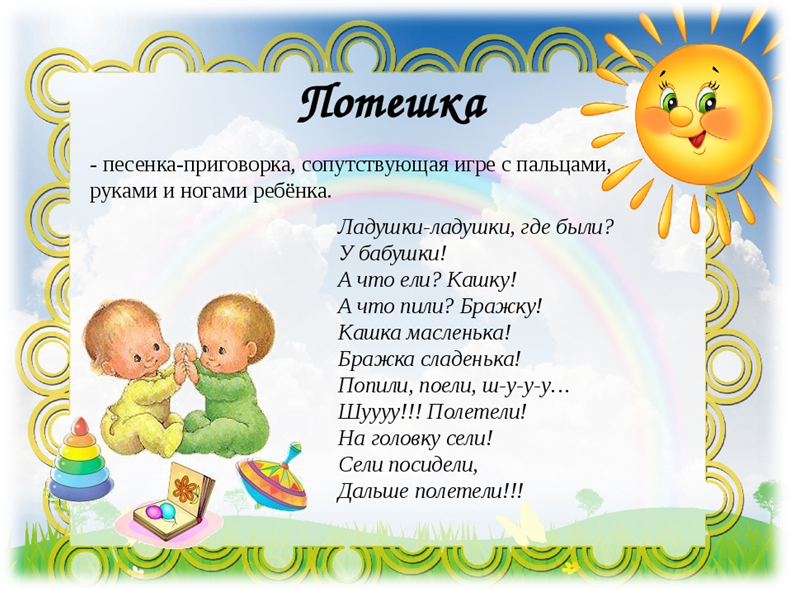 Потешка
- песенка-приговорка, сопутствующая игре с пальцами,
руками и ногами ребёнка.
Ладушки-ладушки, где были?
У бабушки!
А что ели? Кашку!
А что пили? Бражку!
Кашка масленька!
Бражка сладенька!
Попили, поели, ш-у-у-у…
Шуууу!!! Полетели!
На головку сели!
Сели посидели,
Дальше полетели!!!